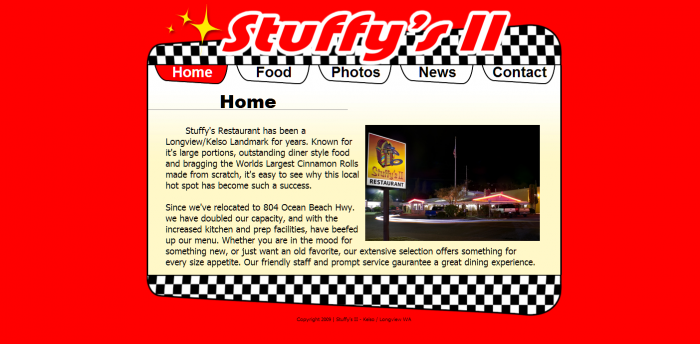 Stuffy's II
Home Food Photos News Contact
Home
Stuffy's Restaurant has been a
Longview/Kelso Landmark for years. Known for
it's large portions, outstanding diner style food
and bragging the Worlds Largest Cinnamon Rolls
made from scratch, it's easy to see why this local
hot spot has become such a success.
Stuffy's II
RESTAURANT
Since we've relocated to 804 Ocean Beach Hwy.
we have doubled our capacity, and with the
increased kitchen and prep facilities, have beefed
up our menu. Whether you are in the mood for
something new, or just want an old favorite, our extensive selection offers something for
every size appetite. Our friendly staff and prompt service gaurantee a great dining experience.
Copyright 2009 | Stuffy's II - Kelso / Longview WA